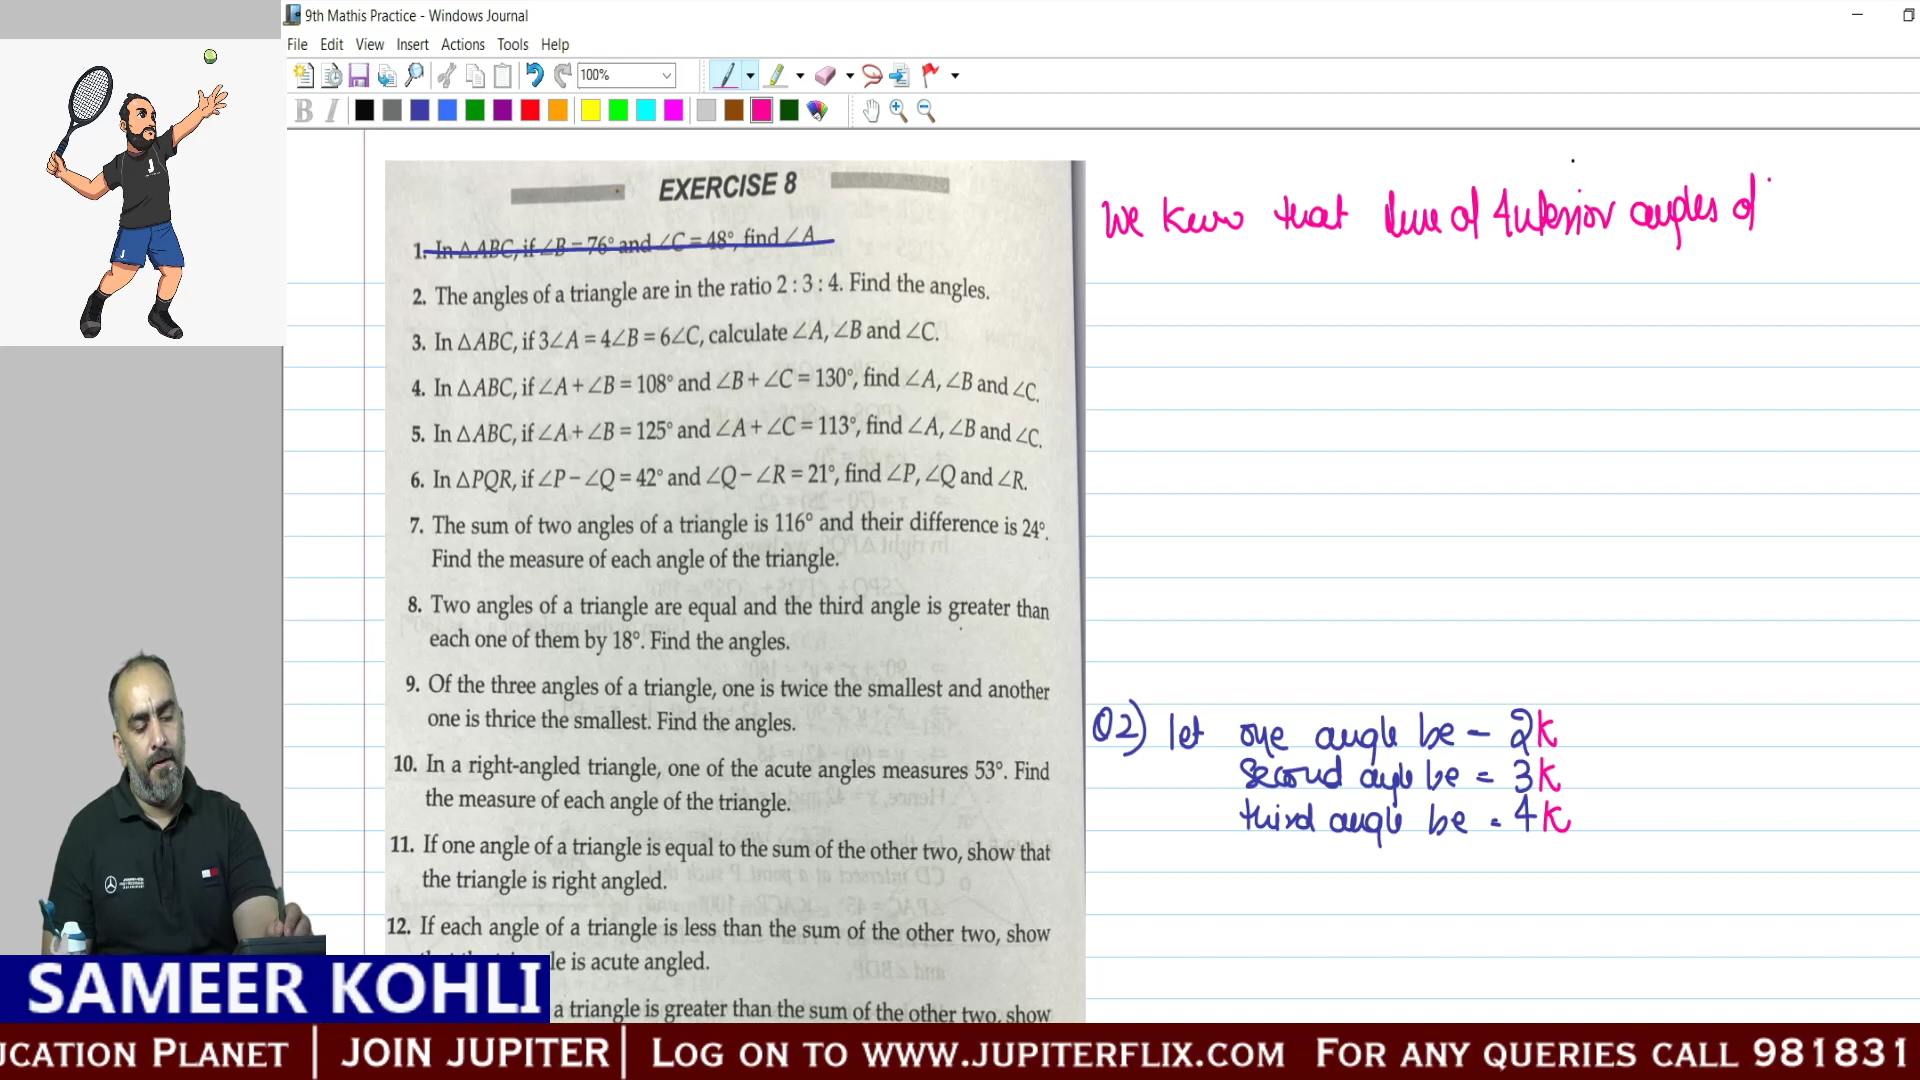 9th Mathis Practice - Windows Journal
File Edit View Insert Actions Tools Help
100%
B I
EXERCISE 8
1. In △ABC, if ∠B = 76° and ∠C = 48°, find ∠A
2. The angles of a triangle are in the ratio 2 : 3 : 4. Find the angles.
3. In △ABC, if 3∠A = 4∠B = 6∠C, calculate ∠A, ∠B and ∠C.
4. In △ABC, if ∠A + ∠B = 108° and ∠B + ∠C = 130°, find ∠A, ∠B and ∠C.
5. In △ABC, if ∠A + ∠B = 125° and ∠A + ∠C = 113°, find ∠A, ∠B and ∠C.
6. In △PQR, if ∠P − ∠Q = 42° and ∠Q − ∠R = 21°, find ∠P, ∠Q and ∠R.
7. The sum of two angles of a triangle is 116° and their difference is 24°.
Find the measure of each angle of the triangle.
8. Two angles of a triangle are equal and the third angle is greater than
each one of them by 18°. Find the angles.
9. Of the three angles of a triangle, one is twice the smallest and another
one is thrice the smallest. Find the angles.
10. In a right-angled triangle, one of the acute angles measures 53°. Find
the measure of each angle of the triangle.
11. If one angle of a triangle is equal to the sum of the other two, show that
the triangle is right angled.
12. If each angle of a triangle is less than the sum of the other two, show
le is acute angled.
a triangle is greater than the sum of the other two, show
We know that sum of interior angles of
Q2) let one angle be - 2k
second angle be = 3k
third angle be = 4k
SAMEER KOHLI
UCATION PLANET | JOIN JUPITER | LOG ON TO WWW.JUPITERFLIX.COM FOR ANY QUERIES CALL 981831